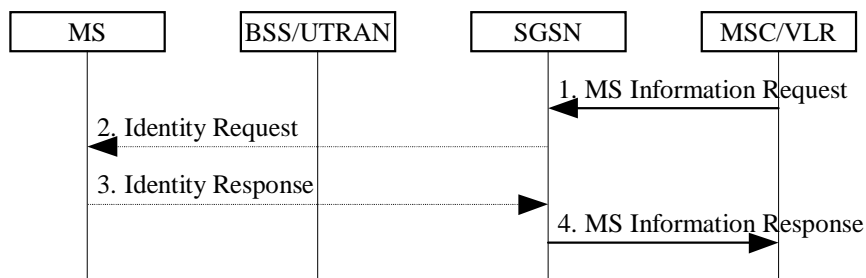 MS
BSS/UTRAN
SGSN
MSC/VLR
1. MS Information Request
2. Identity Request
3. Identity Response
4. MS Information Response